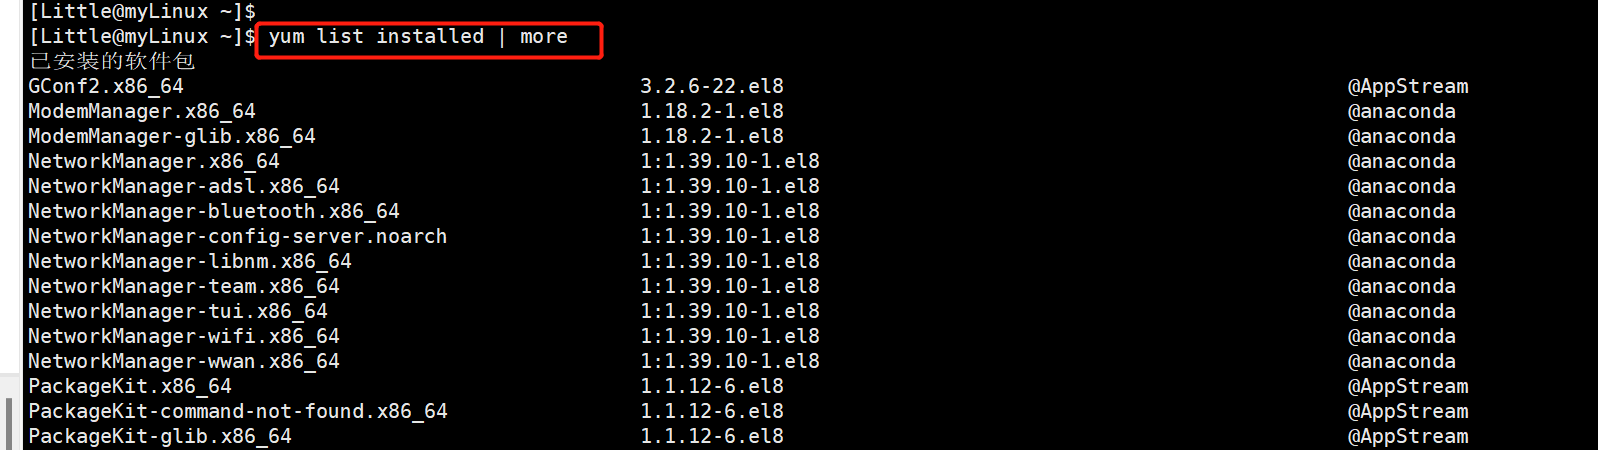 [Little@myLinux ~]$
[Little@myLinux ~]$ yum list installed | more
已安装的软件包
GConf2.x86_64 3.2.6-22.el8 @AppStream
ModemManager.x86_64 1.18.2-1.el8 @anaconda
ModemManager-glib.x86_64 1.18.2-1.el8 @anaconda
NetworkManager.x86_64 1:1.39.10-1.el8 @anaconda
NetworkManager-adsl.x86_64 1:1.39.10-1.el8 @anaconda
NetworkManager-bluetooth.x86_64 1:1.39.10-1.el8 @anaconda
NetworkManager-config-server.noarch 1:1.39.10-1.el8 @anaconda
NetworkManager-libnm.x86_64 1:1.39.10-1.el8 @anaconda
NetworkManager-team.x86_64 1:1.39.10-1.el8 @anaconda
NetworkManager-tui.x86_64 1:1.39.10-1.el8 @anaconda
NetworkManager-wifi.x86_64 1:1.39.10-1.el8 @anaconda
NetworkManager-wwan.x86_64 1:1.39.10-1.el8 @anaconda
PackageKit.x86_64 1.1.12-6.el8 @AppStream
PackageKit-command-not-found.x86_64 1.1.12-6.el8 @AppStream
PackageKit-glib.x86_64 1.1.12-6.el8 @AppStream